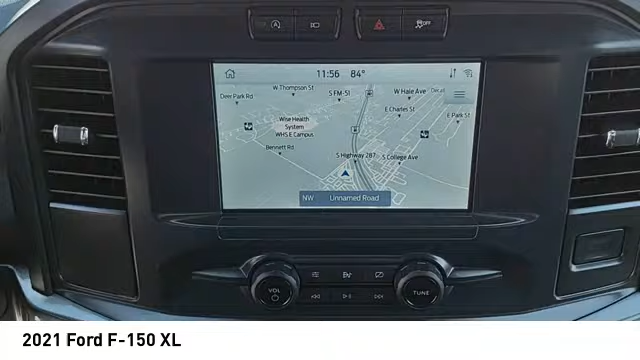 OFF
11:56 84°
W Thompson St
Deer Park Rd
S FM-51
W Hale Ave
E Charles St
E Park St
Wise Health
System
WHS E Campus
Bennett Rd
S Highway 287
S College Ave
NW Unnamed Road
VOL
TUNE
2021 Ford F-150 XL